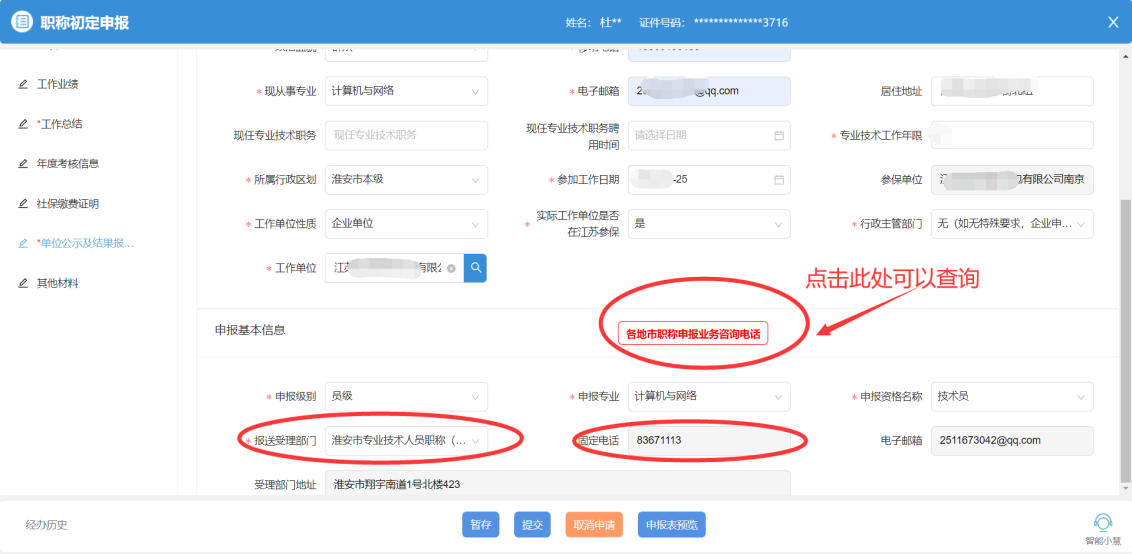 职称初定申报
姓名： 杜** 证件号码： **************3716
工作业绩
*工作总结
年度考核信息
社保缴费证明
*单位公示及结果报...
其他材料
* 现从事专业 计算机与网络 * 电子邮箱 @qq.com 居住地址
现任专业技术职务 现任专业技术职务 现任专业技术职务聘用时间 请选择日期 * 专业技术工作年限
* 所属行政区划 淮安市本级 * 参加工作日期 -25 参保单位 有限公司南京
* 工作单位性质 企业单位 * 实际工作单位是否在江苏参保 是 * 行政主管部门 无（如无特殊要求，企业申...
* 工作单位 有限
点击此处可以查询
申报基本信息 各地市职称申报业务咨询电话
* 申报级别 员级 * 申报专业 计算机与网络 * 申报资格名称 技术员
* 报送受理部门 淮安市专业技术人员职称（... 固定电话 83671113 电子邮箱 2511673042@qq.com
受理部门地址 淮安市翔宇南道1号北楼423
经办历史 暂存 提交 取消申请 申报表预览 智能小慧